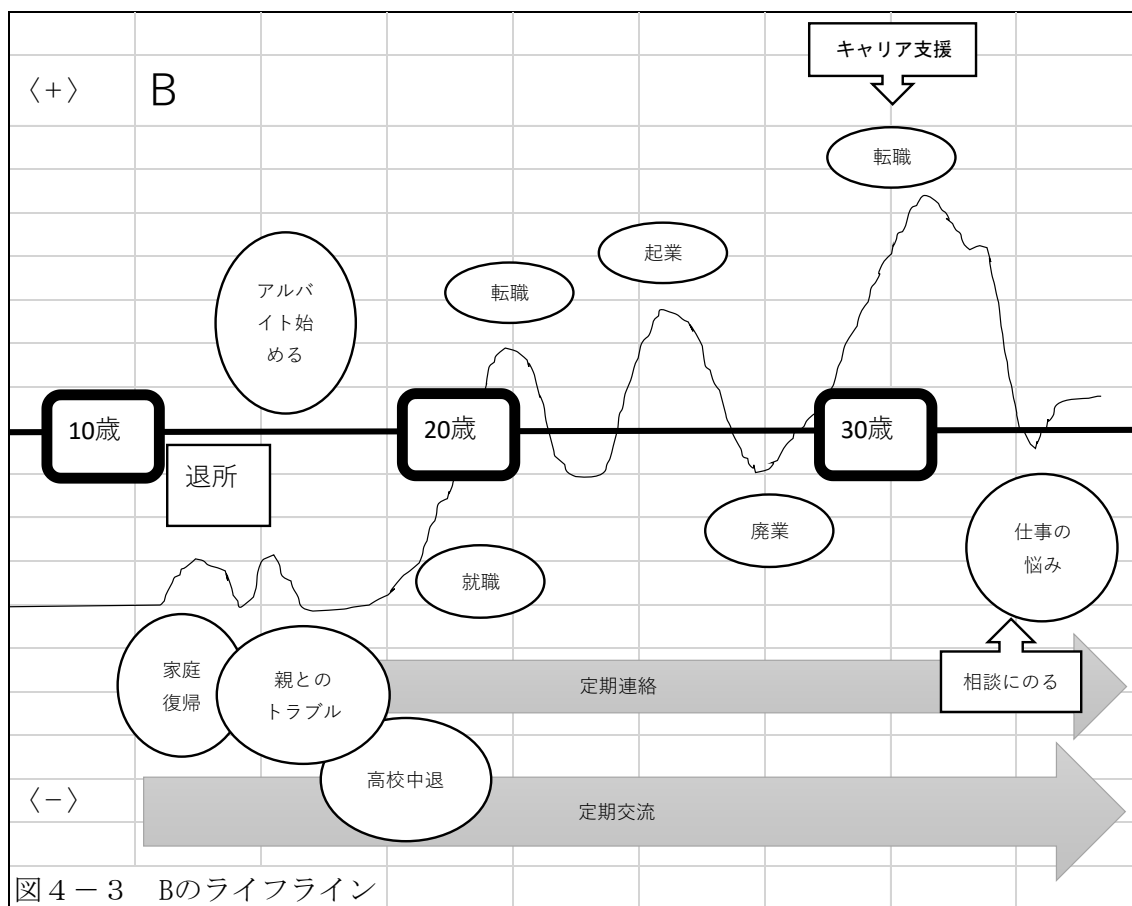 キャリア支援
〈+〉
B
転職
起業
転職
アルバ
イト始
める
10歳
20歳
30歳
退所
廃業
仕事の
悩み
就職
家庭
復帰
親との
トラブル
定期連絡
相談にのる
高校中退
〈-〉
定期交流
図4-3 Bのライフライン